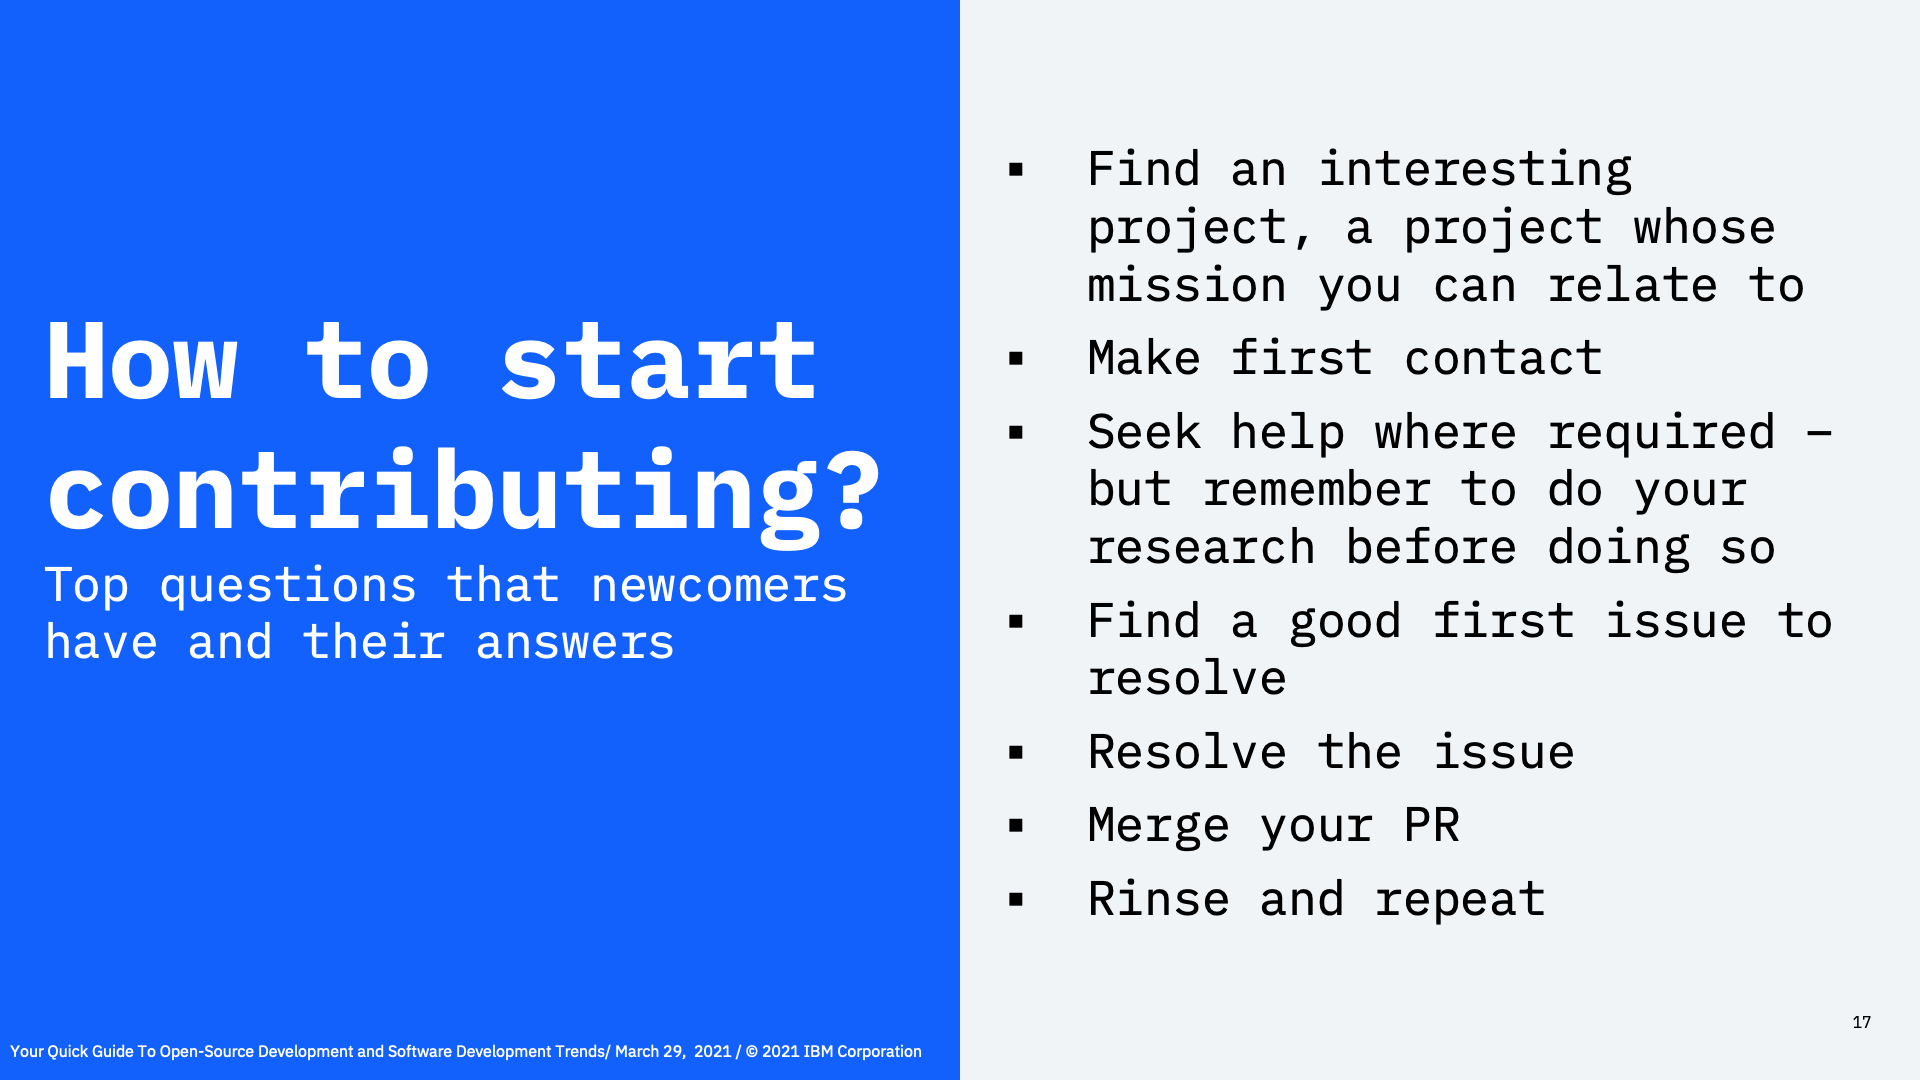 How to start
contributing?
Top questions that newcomers
have and their answers
▪ Find an interesting
project, a project whose
mission you can relate to
▪ Make first contact
▪ Seek help where required –
but remember to do your
research before doing so
▪ Find a good first issue to
resolve
▪ Resolve the issue
▪ Merge your PR
▪ Rinse and repeat
Your Quick Guide To Open-Source Development and Software Development Trends/ March 29,  2021 / © 2021 IBM Corporation
17